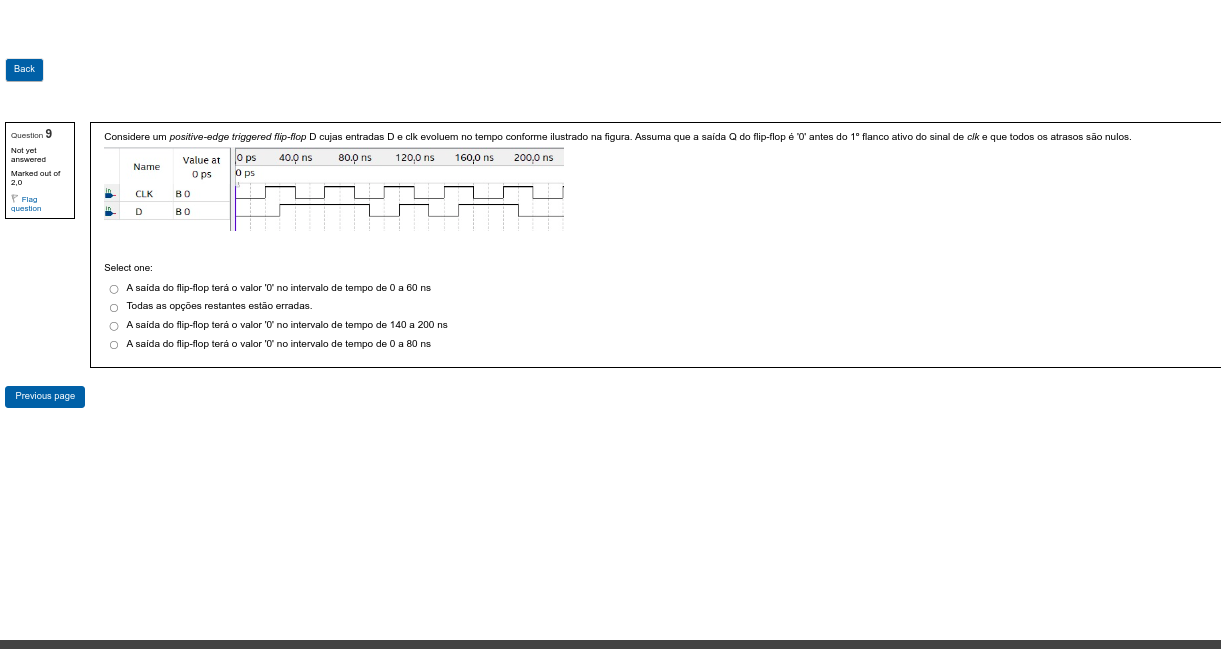 Back
Question 9
Not yet
answered
Marked out of
2,0
Flag
question
Considere um positive-edge triggered flip-flop D cujas entradas D e clk evoluem no tempo conforme ilustrado na figura. Assuma que a saída Q do flip-flop é '0' antes do 1º flanco ativo do sinal de clk e que todos os atrasos são nulos.
Name
Value at
0 ps
0 ps 40.0 ns 80.0 ns 120.0 ns 160.0 ns 200.0 ns
0 ps
in
CLK B 0
in
D B 0
Select one:
A saída do flip-flop terá o valor '0' no intervalo de tempo de 0 a 60 ns
Todas as opções restantes estão erradas.
A saída do flip-flop terá o valor '0' no intervalo de tempo de 140 a 200 ns
A saída do flip-flop terá o valor '0' no intervalo de tempo de 0 a 80 ns
Previous page